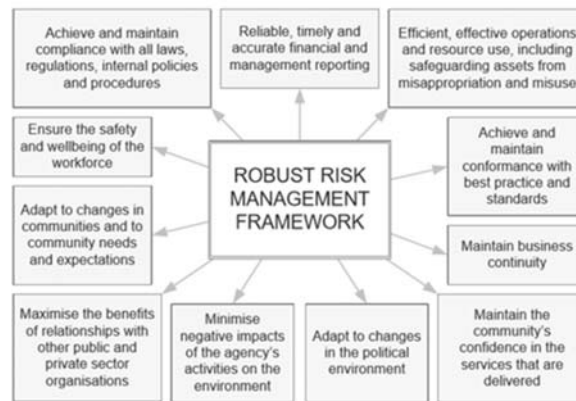 Achieve and maintain
compliance with all laws,
regulations, internal policies
and procedures
Reliable, timely and
accurate financial and
management reporting
Efficient, effective operations
and resource use, including
safeguarding assets from
misappropriation and misuse
Ensure the safety
and wellbeing of the
workforce
ROBUST RISK
MANAGEMENT
FRAMEWORK
Achieve and
maintain
conformance with
best practice and
standards
Adapt to changes in
communities and to
community needs
and expectations
Maintain business
continuity
Maximise the benefits
of relationships with
other public and
private sector
organisations
Minimise
negative impacts
of the agency's
activities on the
environment
Adapt to changes
in the political
environment
Maintain the
community's
confidence in the
services that are
delivered